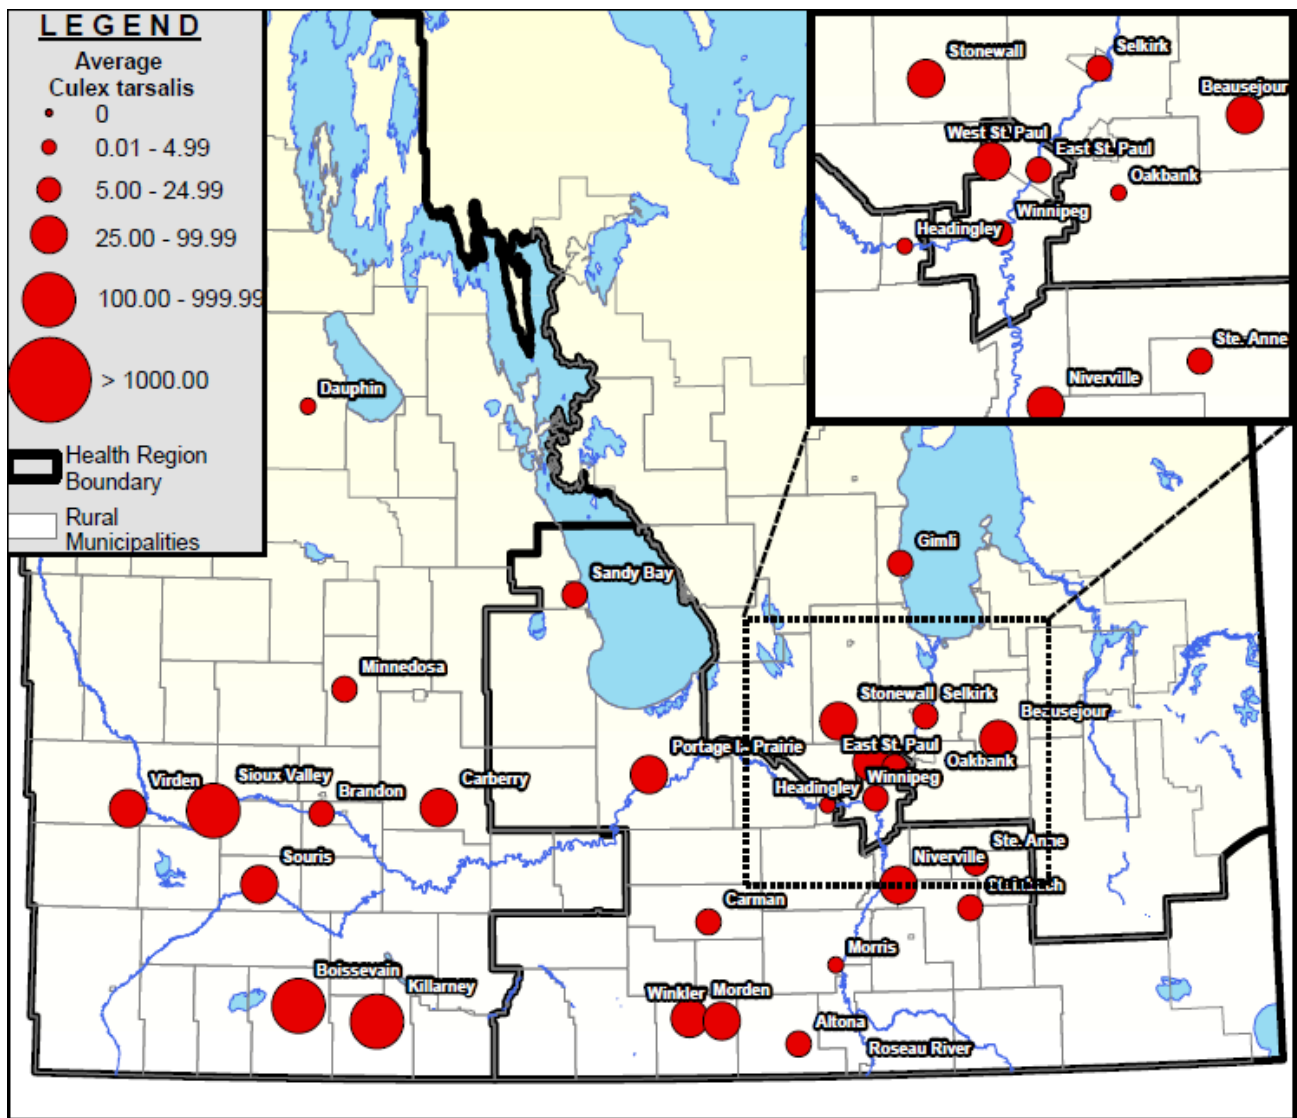 LEGEND
Average
Culex tarsalis
0
0.01 - 4.99
5.00 - 24.99
25.00 - 99.99
100.00 - 999.99
> 1000.00
Health Region
Boundary
Rural
Municipalities
Stonewall
Selkirk
Beausejour
West St. Paul
East St. Paul
Oakbank
Winnipeg
Headingley
Ste. Anne
Niverville
Dauphin
Gimli
Sandy Bay
Minnedosa
Stonewall Selkirk
Beausejour
Portage la Prairie
East St. Paul
Oakbank
Winnipeg
Headingley
Virden
Sioux Valley
Brandon
Carberry
Souris
Niverville
Ste. Anne
Carman
Morris
Boissevain
Killarney
Winkler
Morden
Altona
Roseau River